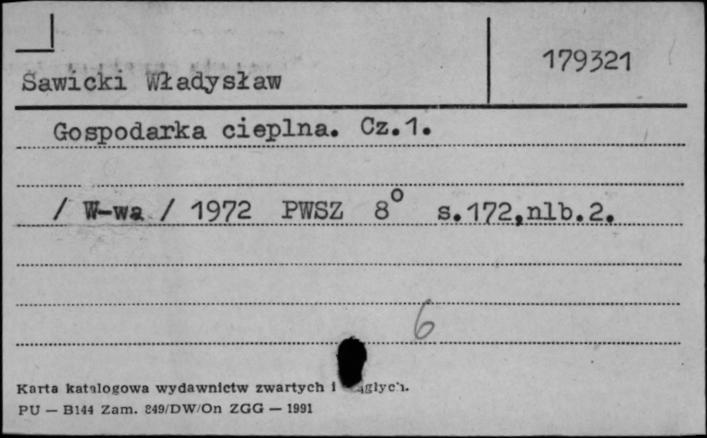 179321
Sawicki Władysław
Gospodarka cieplna. Cz.1.
/ W-wa / 1972 PWSZ 8° s.172,nlb.2.
6
Karta katalogowa wydawnictw zwartych i
PU — B144 Zam. 849/DW/On ZGG — 1991